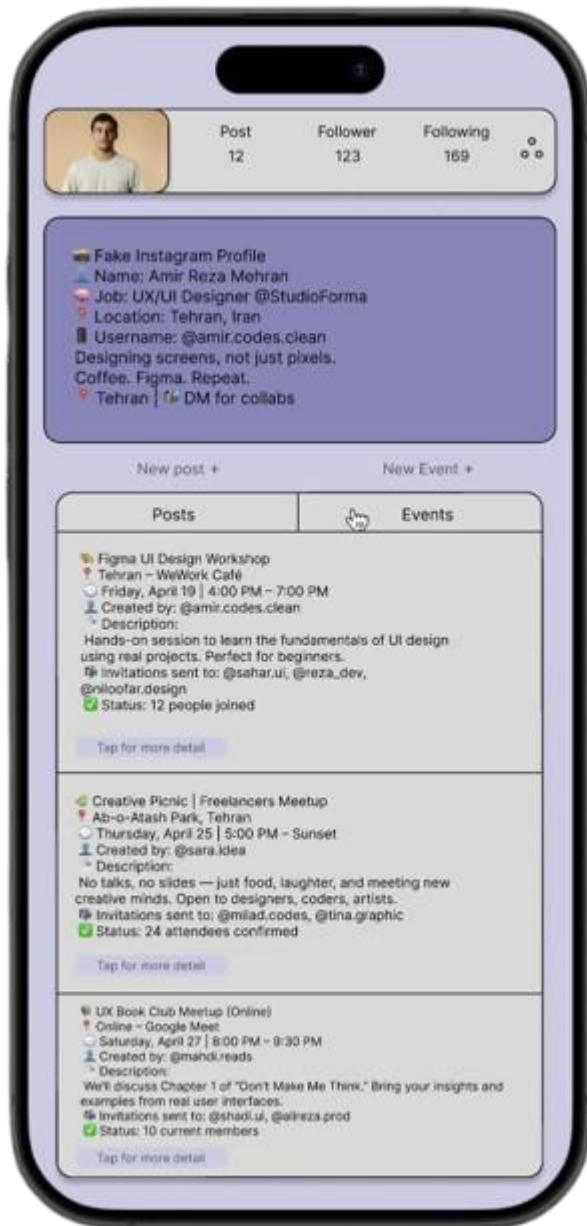 Post Follower Following
12 123 169
Fake Instagram Profile
Name: Amir Reza Mehran
Job: UX/UI Designer @StudioForma
Location: Tehran, Iran
Username: @amir.codes.clean
Designing screens, not just pixels.
Coffee. Figma. Repeat.
Tehran | DM for collabs
New post + New Event +
Posts Events
Figma UI Design Workshop
Tehran – WeWork Café
Friday, April 19 | 4:00 PM – 7:00 PM
Created by: @amir.codes.clean
Description:
Hands-on session to learn the fundamentals of UI design
using real projects. Perfect for beginners.
Invitations sent to: @sahar.ui, @reza_dev,
@niloofar.design
Status: 12 people joined
Tap for more detail
Creative Picnic | Freelancers Meetup
Ab-o-Atash Park, Tehran
Thursday, April 25 | 5:00 PM – Sunset
Created by: @sara.idea
Description:
No talks, no slides — just food, laughter, and meeting new
creative minds. Open to designers, coders, artists.
Invitations sent to: @milad.codes, @tina.graphic
Status: 24 attendees confirmed
Tap for more detail
UX Book Club Meetup (Online)
Online – Google Meet
Saturday, April 27 | 8:00 PM – 9:30 PM
Created by: @mahdi.reads
Description:
We'll discuss Chapter 1 of "Don't Make Me Think." Bring your insights and
examples from real user interfaces.
Invitations sent to: @shadi.ui, @alireza.prod
Status: 10 current members
Tap for more detail